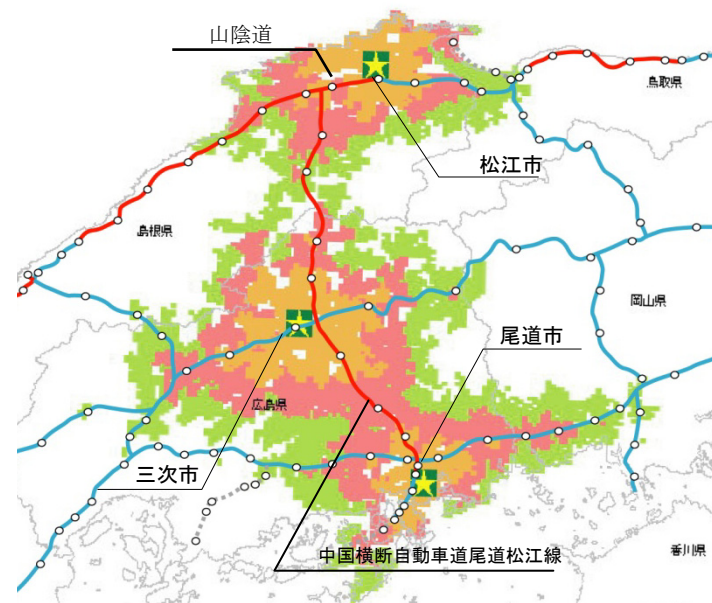 山陰道
鳥取県
松江市
島根県
岡山県
尾道市
広島県
三次市
中国横断自動車道尾道松江線
香川県